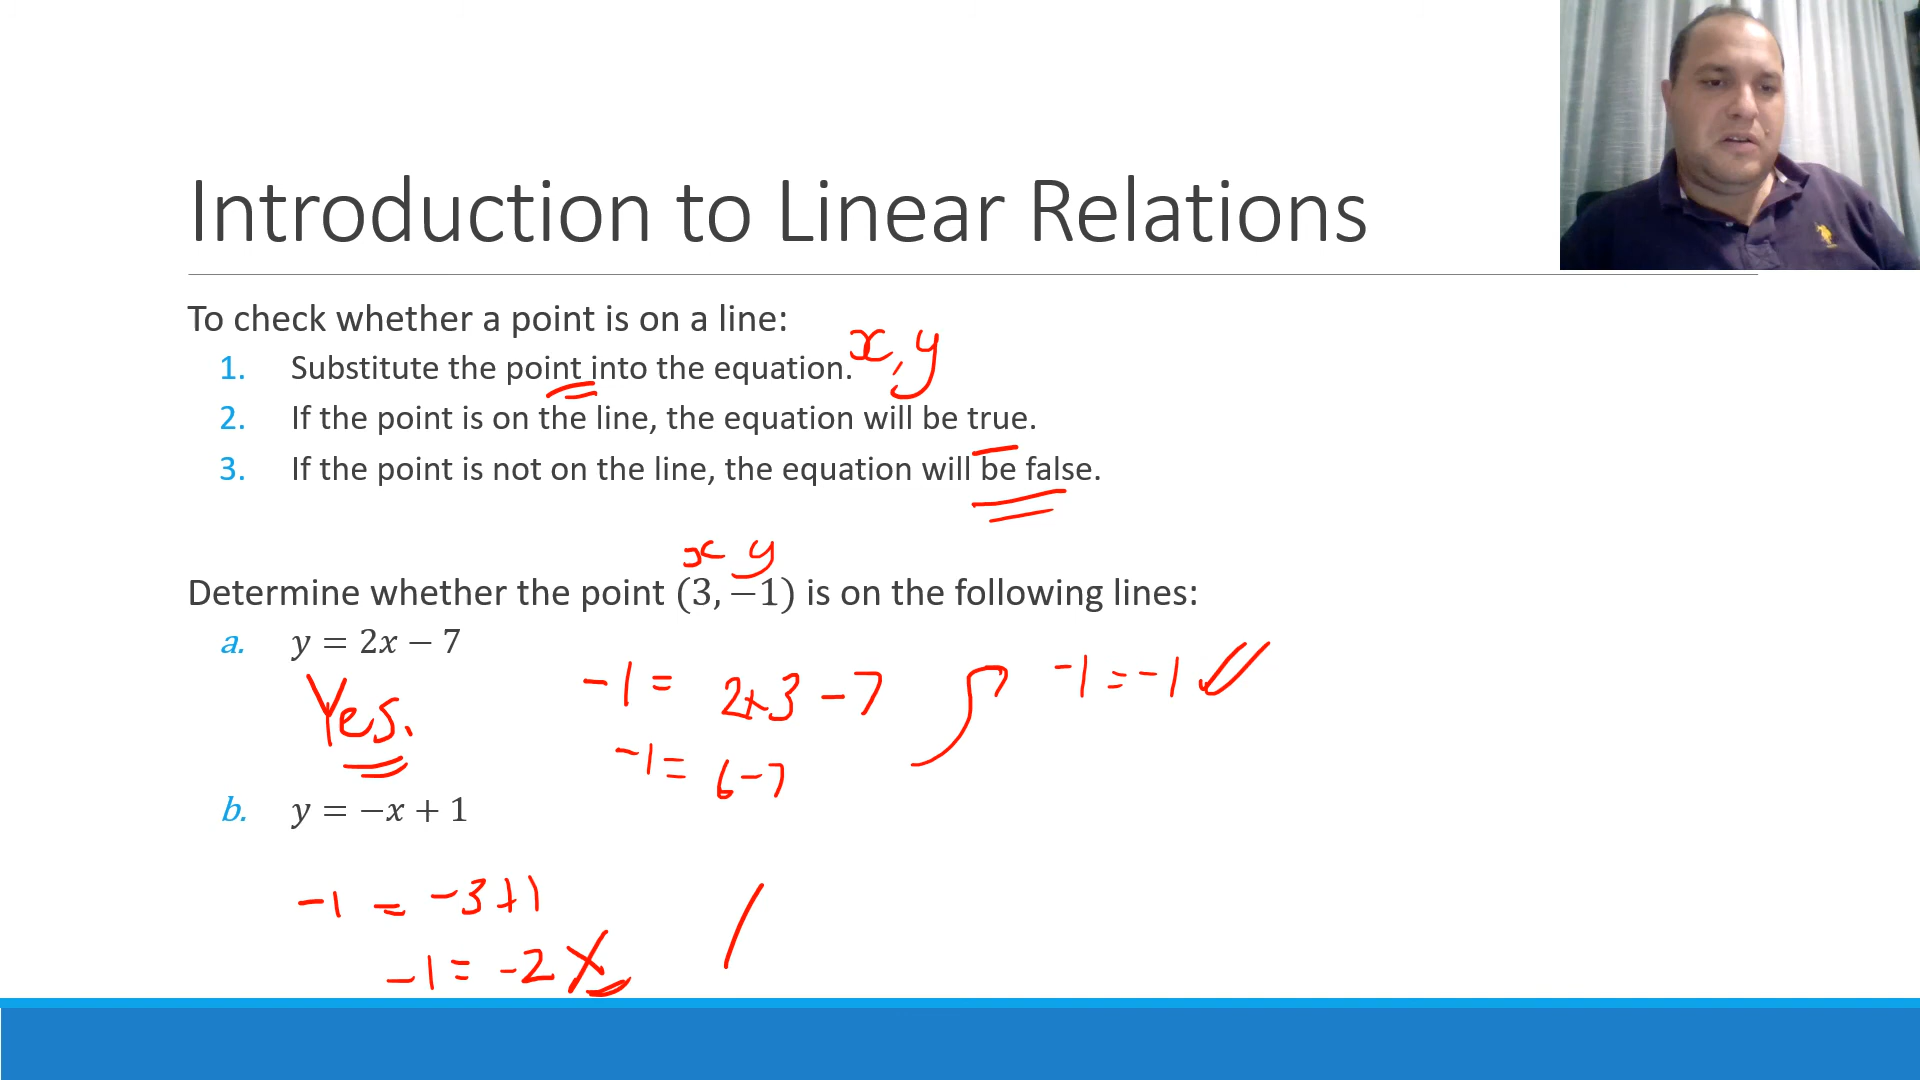 Introduction to Linear Relations
To check whether a point is on a line:
1. Substitute the point into the equation. x, y
2. If the point is on the line, the equation will be true.
3. If the point is not on the line, the equation will be false.
x y
Determine whether the point (3, −1) is on the following lines:
a. y = 2x − 7
Yes.
-1 = 2×3 - 7
-1 = -1
-1 = 6-7
b. y = −x + 1
-1 = -3+1
-1 = -2 X